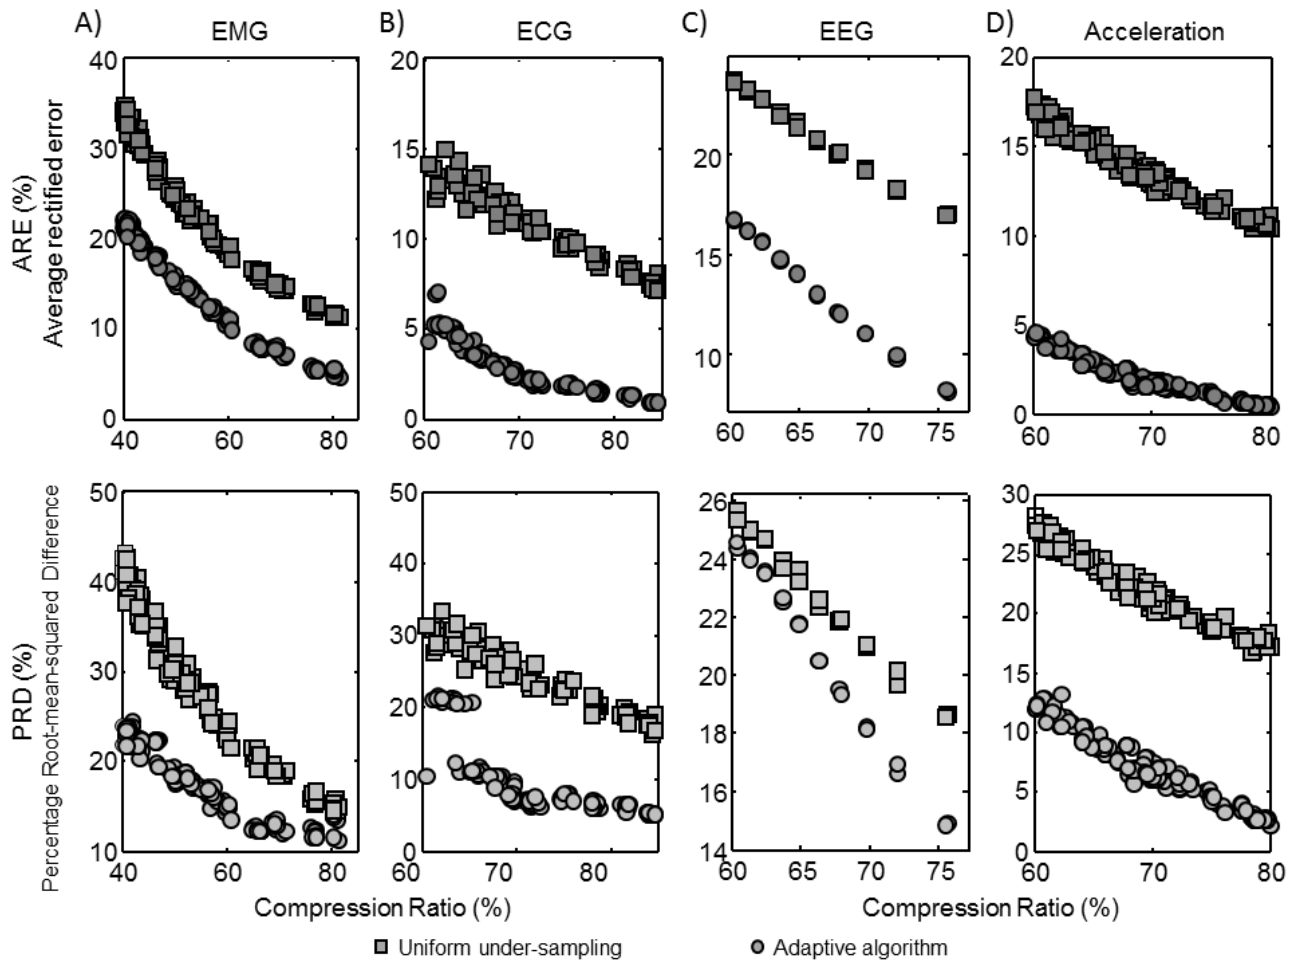 A) EMG
B) ECG
C) EEG
D) Acceleration
ARE (%)
Average rectified error
40
30
20
10
0
40 60 80
20
15
10
5
0
60 70 80
20
15
10
60 65 70 75
20
15
10
5
0
60 70 80
PRD (%)
Percentage Root-mean-squared Difference
50
40
30
20
10
40 60 80
50
40
30
20
10
0
60 70 80
26
24
22
20
18
16
14
60 65 70 75
30
25
20
15
10
5
0
60 70 80
Compression Ratio (%)
Compression Ratio (%)
Uniform under-sampling
Adaptive algorithm